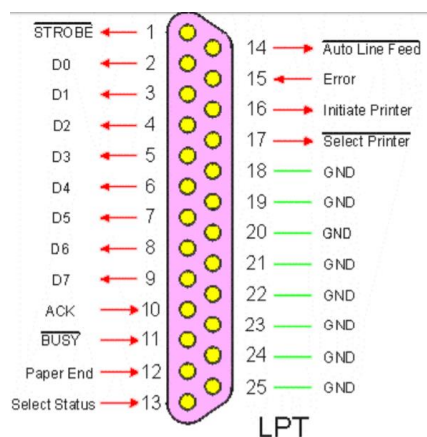 STROBE 1
D0 2
D1 3
D2 4
D3 5
D4 6
D5 7
D6 8
D7 9
ACK 10
BUSY 11
Paper End 12
Select Status 13
14 Auto Line Feed
15 Error
16 Initiate Printer
17 Select Printer
18 GND
19 GND
20 GND
21 GND
22 GND
23 GND
24 GND
25 GND
LPT